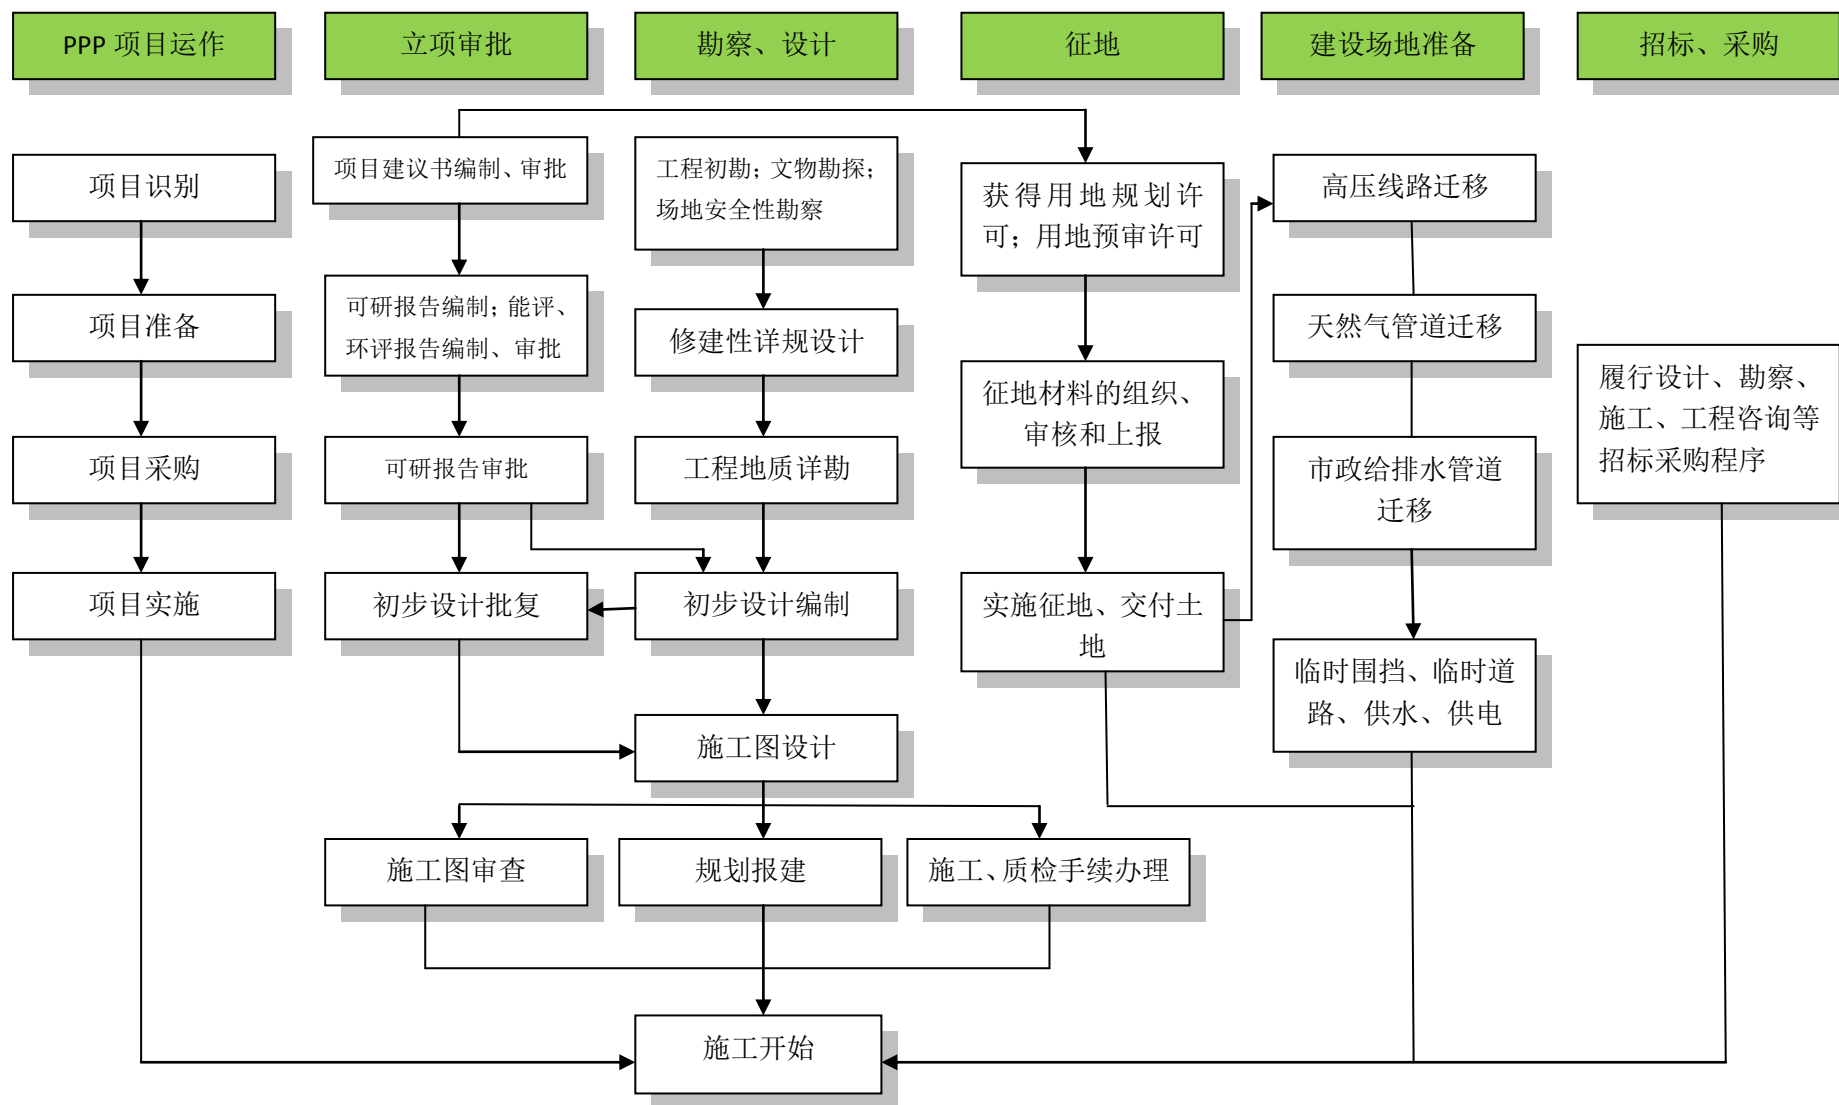 PPP 项目运作
立项审批
勘察、设计
征地
建设场地准备
招标、采购
项目识别
项目准备
项目采购
项目实施
项目建议书编制、审批
可研报告编制；能评、
环评报告编制、审批
可研报告审批
初步设计批复
工程初勘；文物勘探；
场地安全性勘察
修建性详规设计
工程地质详勘
初步设计编制
施工图设计
获得用地规划许
可；用地预审许可
征地材料的组织、
审核和上报
实施征地、交付土
地
高压线路迁移
天然气管道迁移
市政给排水管道
迁移
临时围挡、临时道
路、供水、供电
履行设计、勘察、
施工、工程咨询等
招标采购程序
施工图审查
规划报建
施工、质检手续办理
施工开始